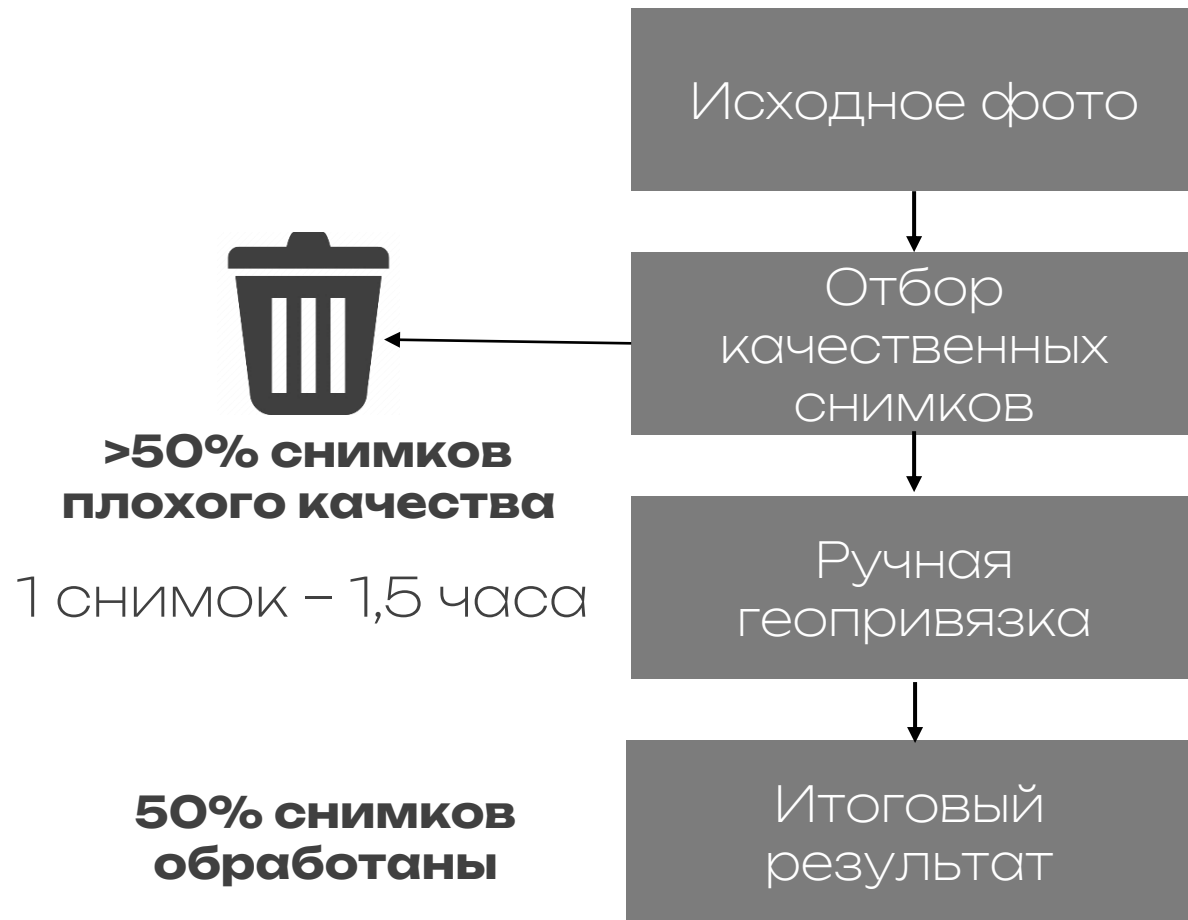 Исходное фото
Отбор
качественных
снимков
>50% снимков
плохого качества
1 снимок – 1,5 часа
Ручная
геопривязка
50% снимков
обработаны
Итоговый
результат